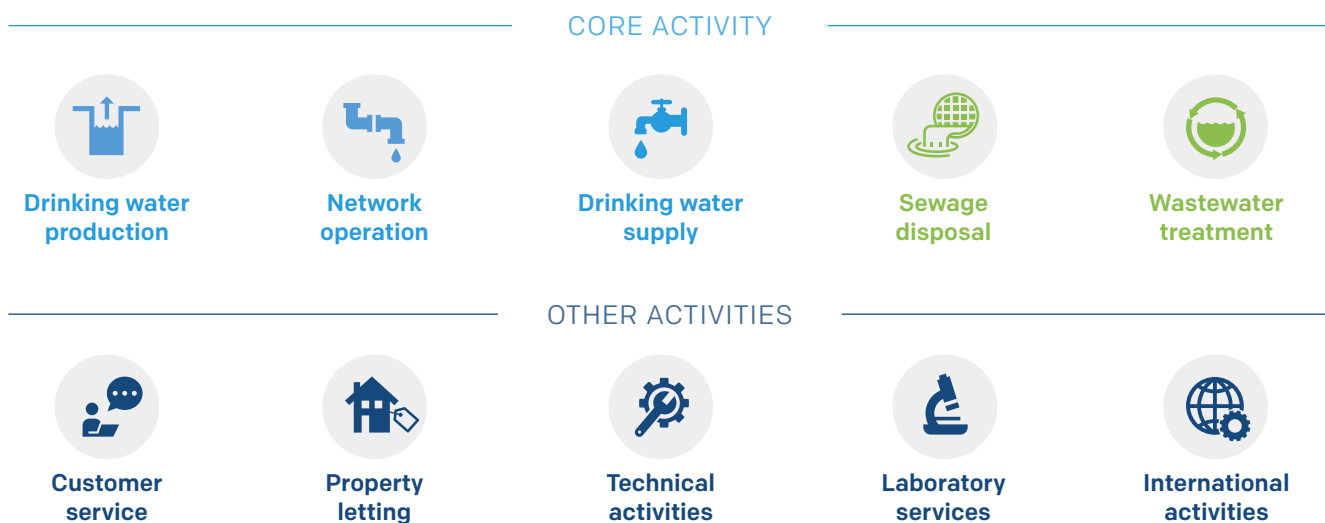 CORE ACTIVITY
Drinking water
production
Network
operation
Drinking water
supply
Sewage
disposal
Wastewater
treatment
OTHER ACTIVITIES
Customer
service
Property
letting
Technical
activities
Laboratory
services
International
activities